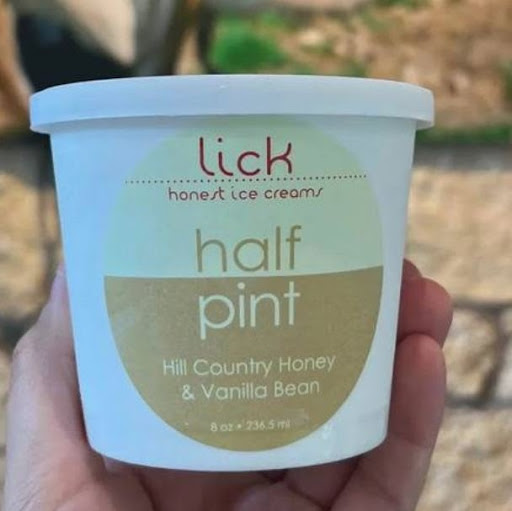 lick
honest ice creams
half
pint
Hill Country Honey
& Vanilla Bean
8 oz • 236.5 ml